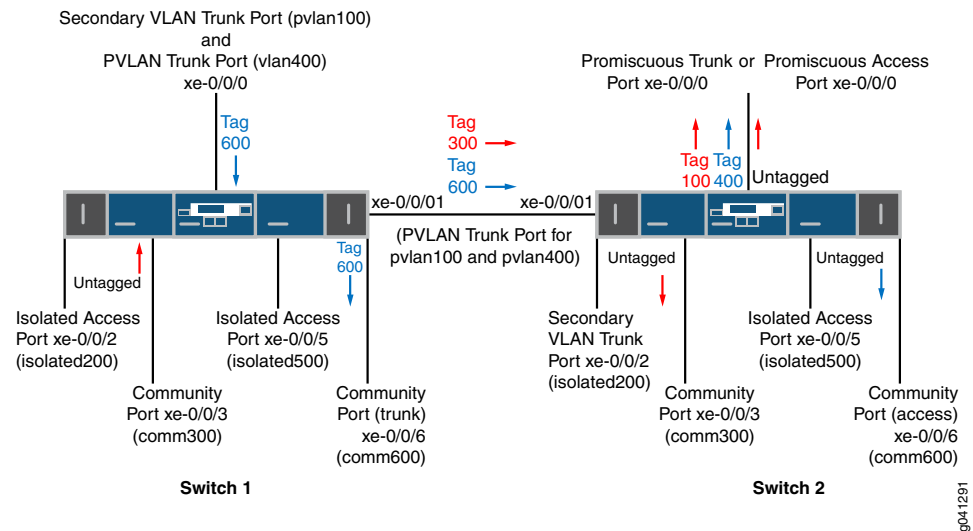 Secondary VLAN Trunk Port (pvlan100)
and
PVLAN Trunk Port (vlan400)
xe-0/0/0
Tag
600
Tag
300
Tag
600
Promiscuous Trunk or
Port xe-0/0/0
Promiscuous Access
Port xe-0/0/0
Tag
100
Tag
400
Untagged
xe-0/0/01
xe-0/0/01
(PVLAN Trunk Port for
pvlan100 and pvlan400)
Untagged
Tag
600
Untagged
Untagged
Isolated Access
Port xe-0/0/2
(isolated200)
Isolated Access
Port xe-0/0/5
(isolated500)
Secondary
VLAN Trunk
Port xe-0/0/2
(isolated200)
Isolated Access
Port xe-0/0/5
(isolated500)
Community
Port xe-0/0/3
(comm300)
Community
Port (trunk)
xe-0/0/6
(comm600)
Community
Port xe-0/0/3
(comm300)
Community
Port (access)
xe-0/0/6
(comm600)
Switch 1
Switch 2
g041291